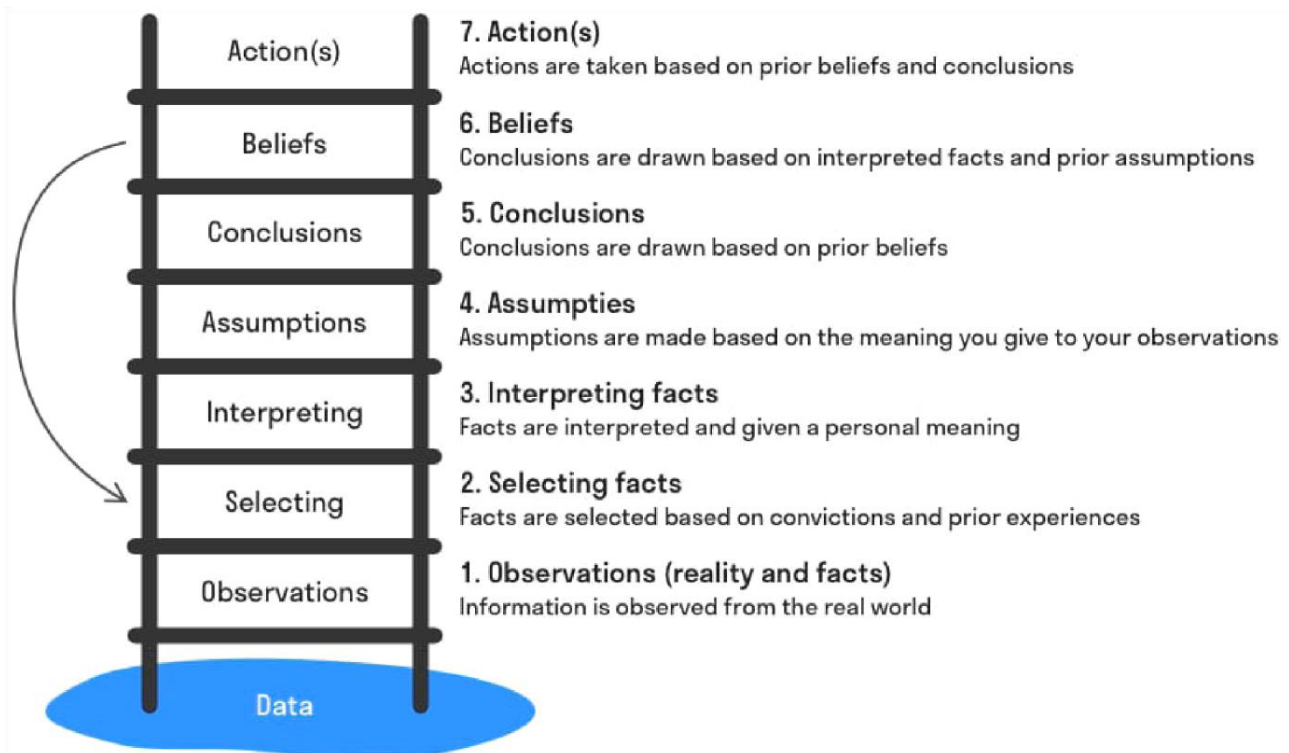 Action(s)
7. Action(s)
Actions are taken based on prior beliefs and conclusions
Beliefs
6. Beliefs
Conclusions are drawn based on interpreted facts and prior assumptions
Conclusions
5. Conclusions
Conclusions are drawn based on prior beliefs
Assumptions
4. Assumpties
Assumptions are made based on the meaning you give to your observations
Interpreting
3. Interpreting facts
Facts are interpreted and given a personal meaning
Selecting
2. Selecting facts
Facts are selected based on convictions and prior experiences
Observations
1. Observations (reality and facts)
Information is observed from the real world
Data